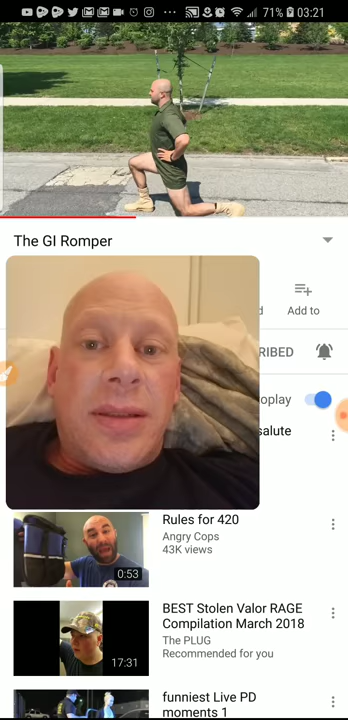 71% 03:21
The GI Romper
d
Add to
RIBED
oplay
salute
Rules for 420
Angry Cops
43K views
0:53
BEST Stolen Valor RAGE
Compilation March 2018
The PLUG
Recommended for you
17:31
funniest Live PD
moments 1